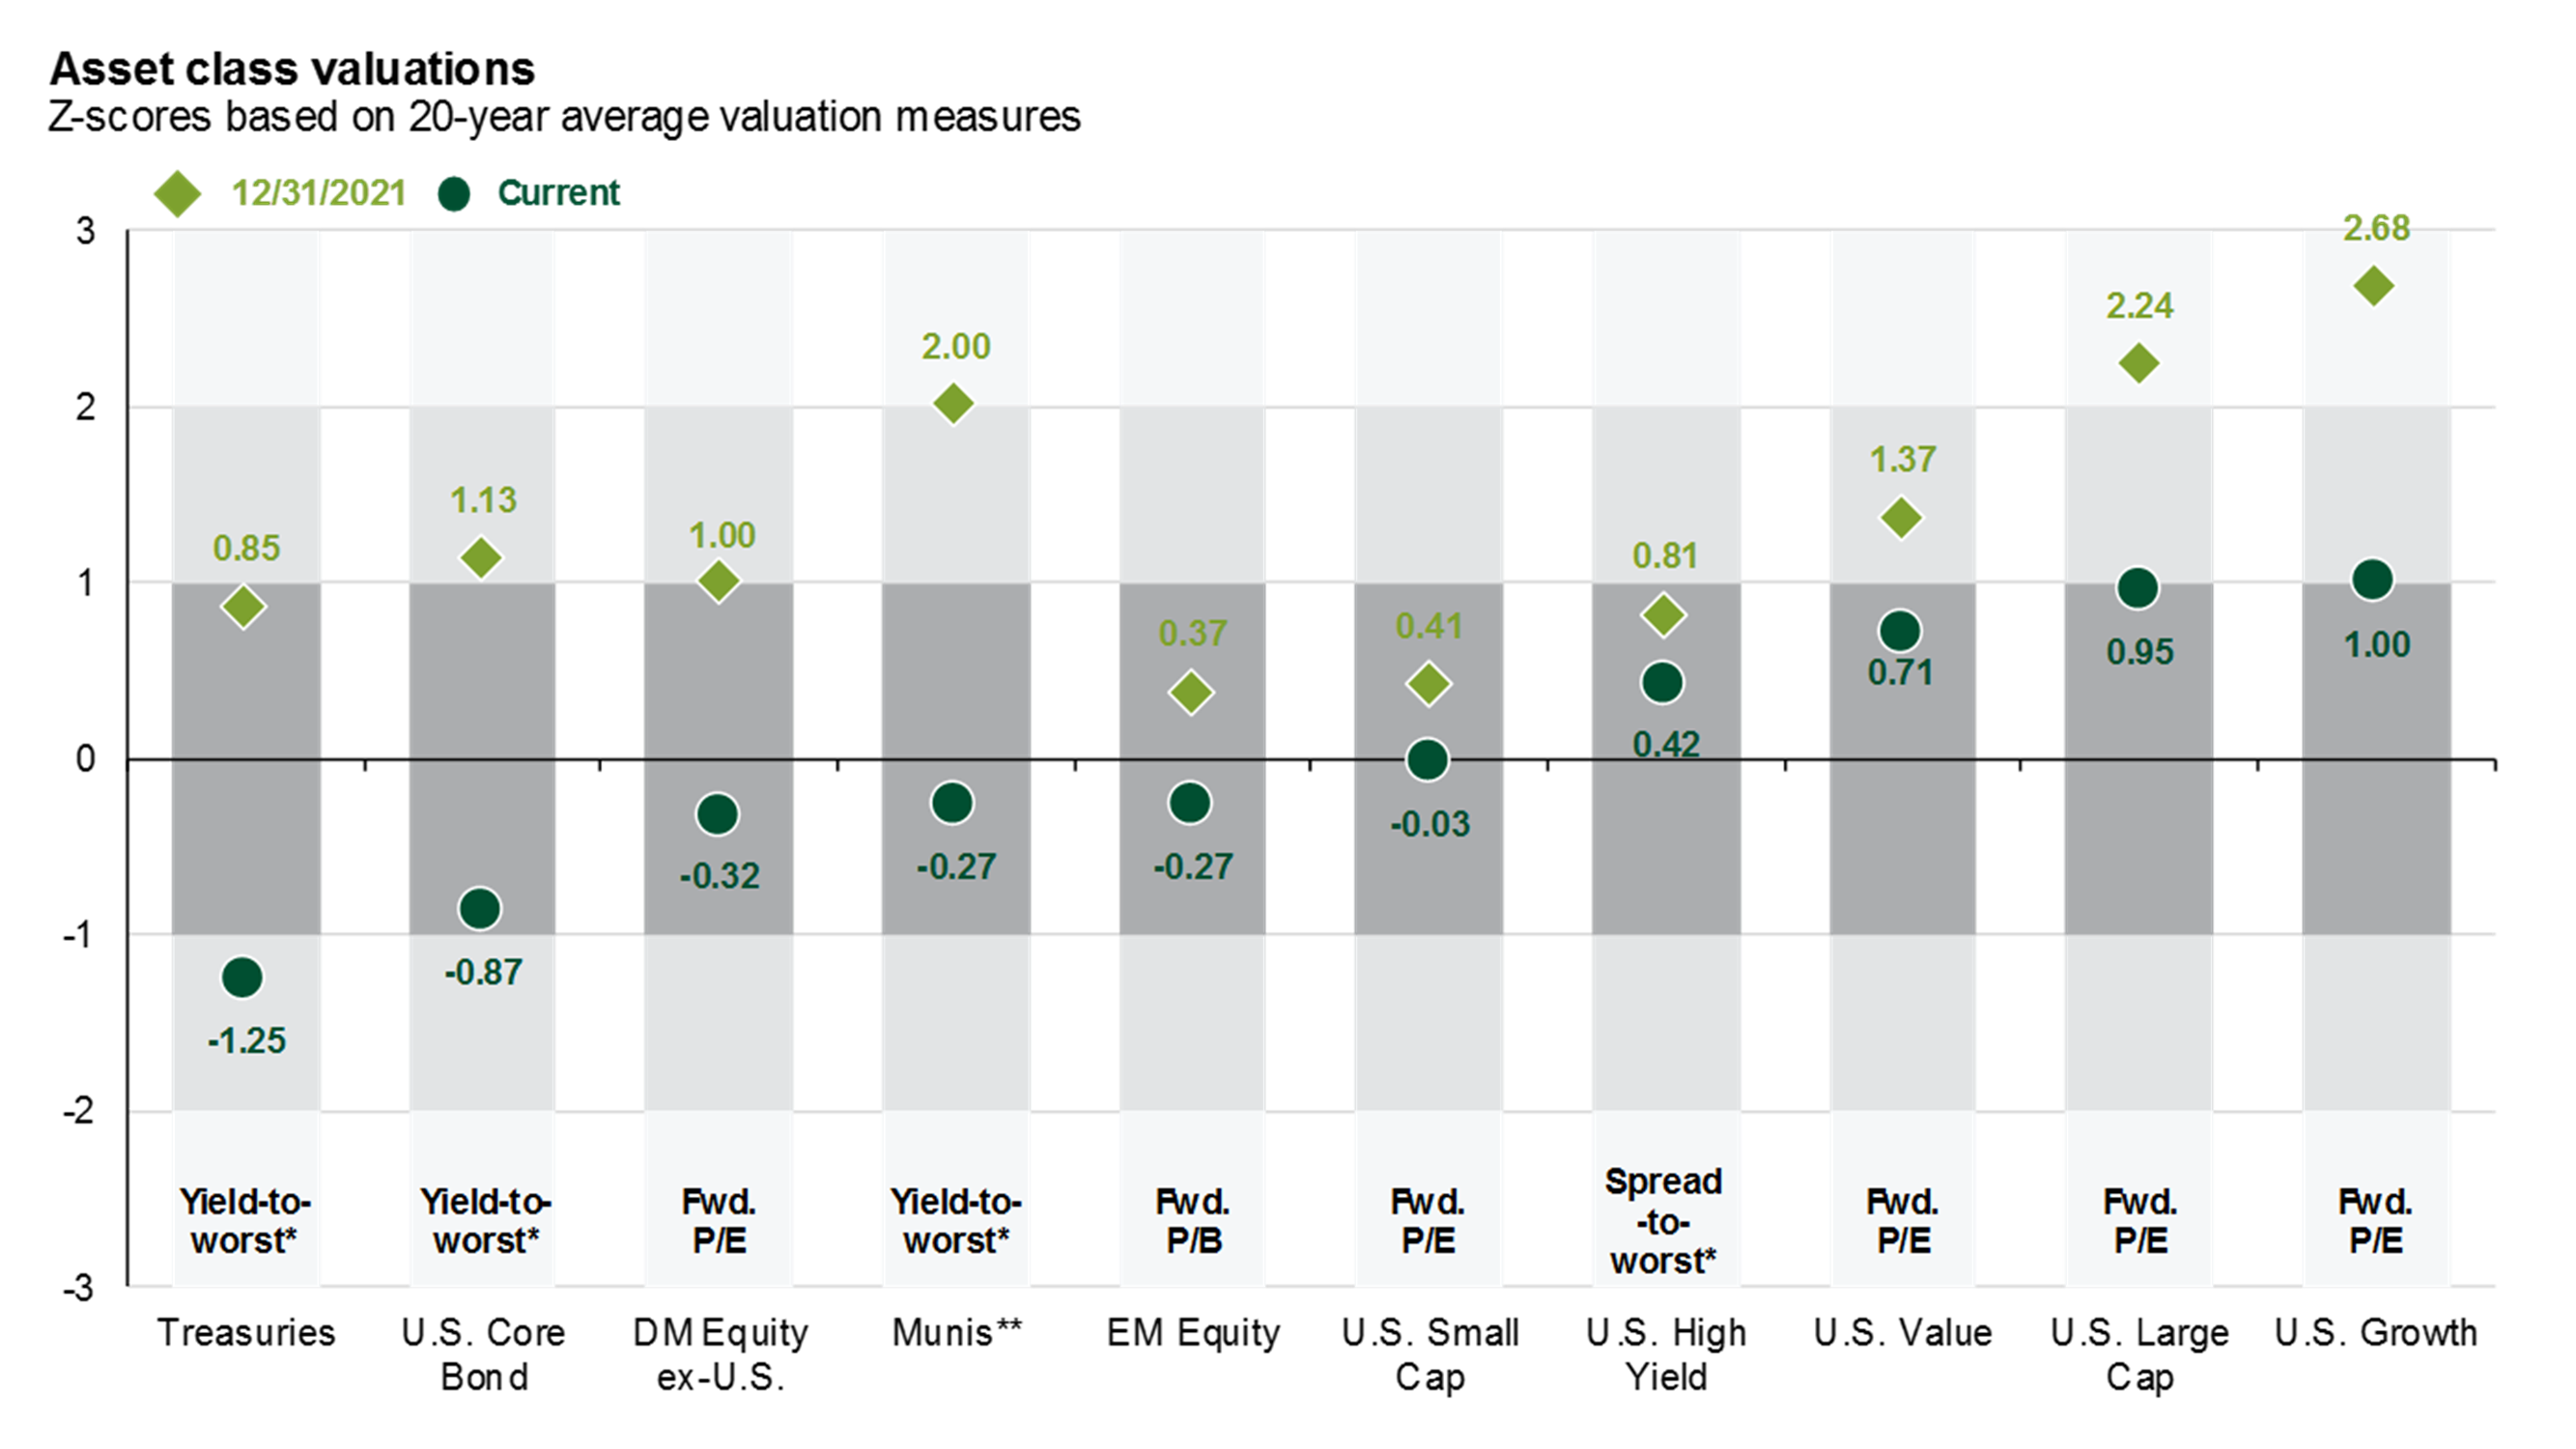 Asset class valuations
Z-scores based on 20-year average valuation measures
12/31/2021 Current
3
2
1
0
-1
-2
-3
0.85
1.13
1.00
2.00
0.37
0.41
0.81
1.37
2.24
2.68
-1.25
-0.87
-0.32
-0.27
-0.27
-0.03
0.42
0.71
0.95
1.00
Yield-to-
worst*
Yield-to-
worst*
Fwd.
P/E
Yield-to-
worst*
Fwd.
P/B
Fwd.
P/E
Spread
-to-
worst*
Fwd.
P/E
Fwd.
P/E
Fwd.
P/E
Treasuries
U.S. Core
Bond
DM Equity
ex-U.S.
Munis**
EM Equity
U.S. Small
Cap
U.S. High
Yield
U.S. Value
U.S. Large
Cap
U.S. Growth